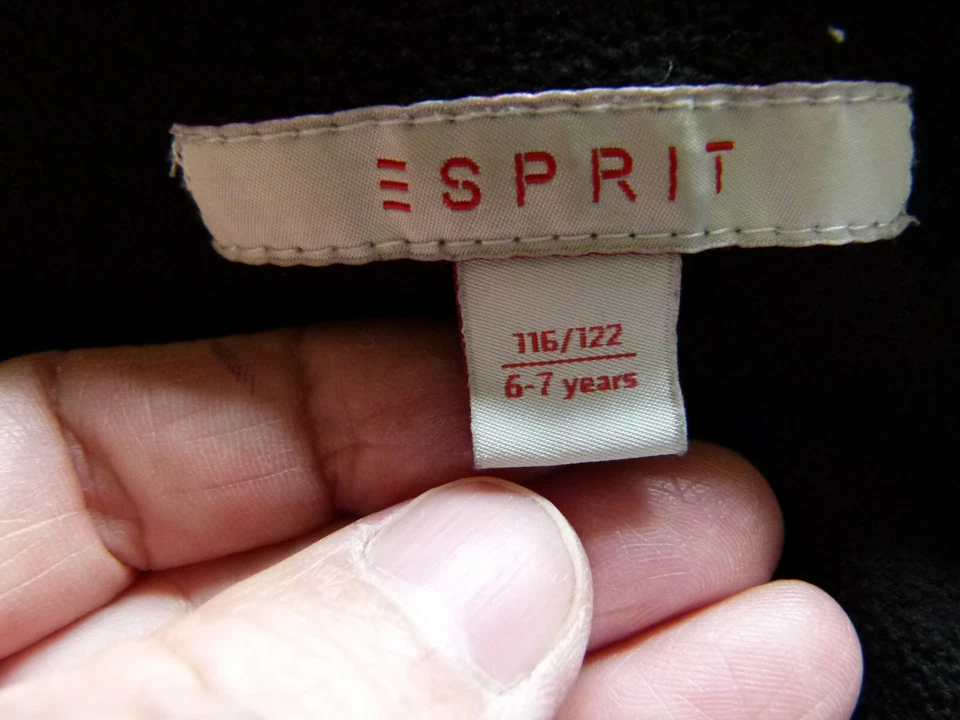 ESPRIT
116/122
6-7 years